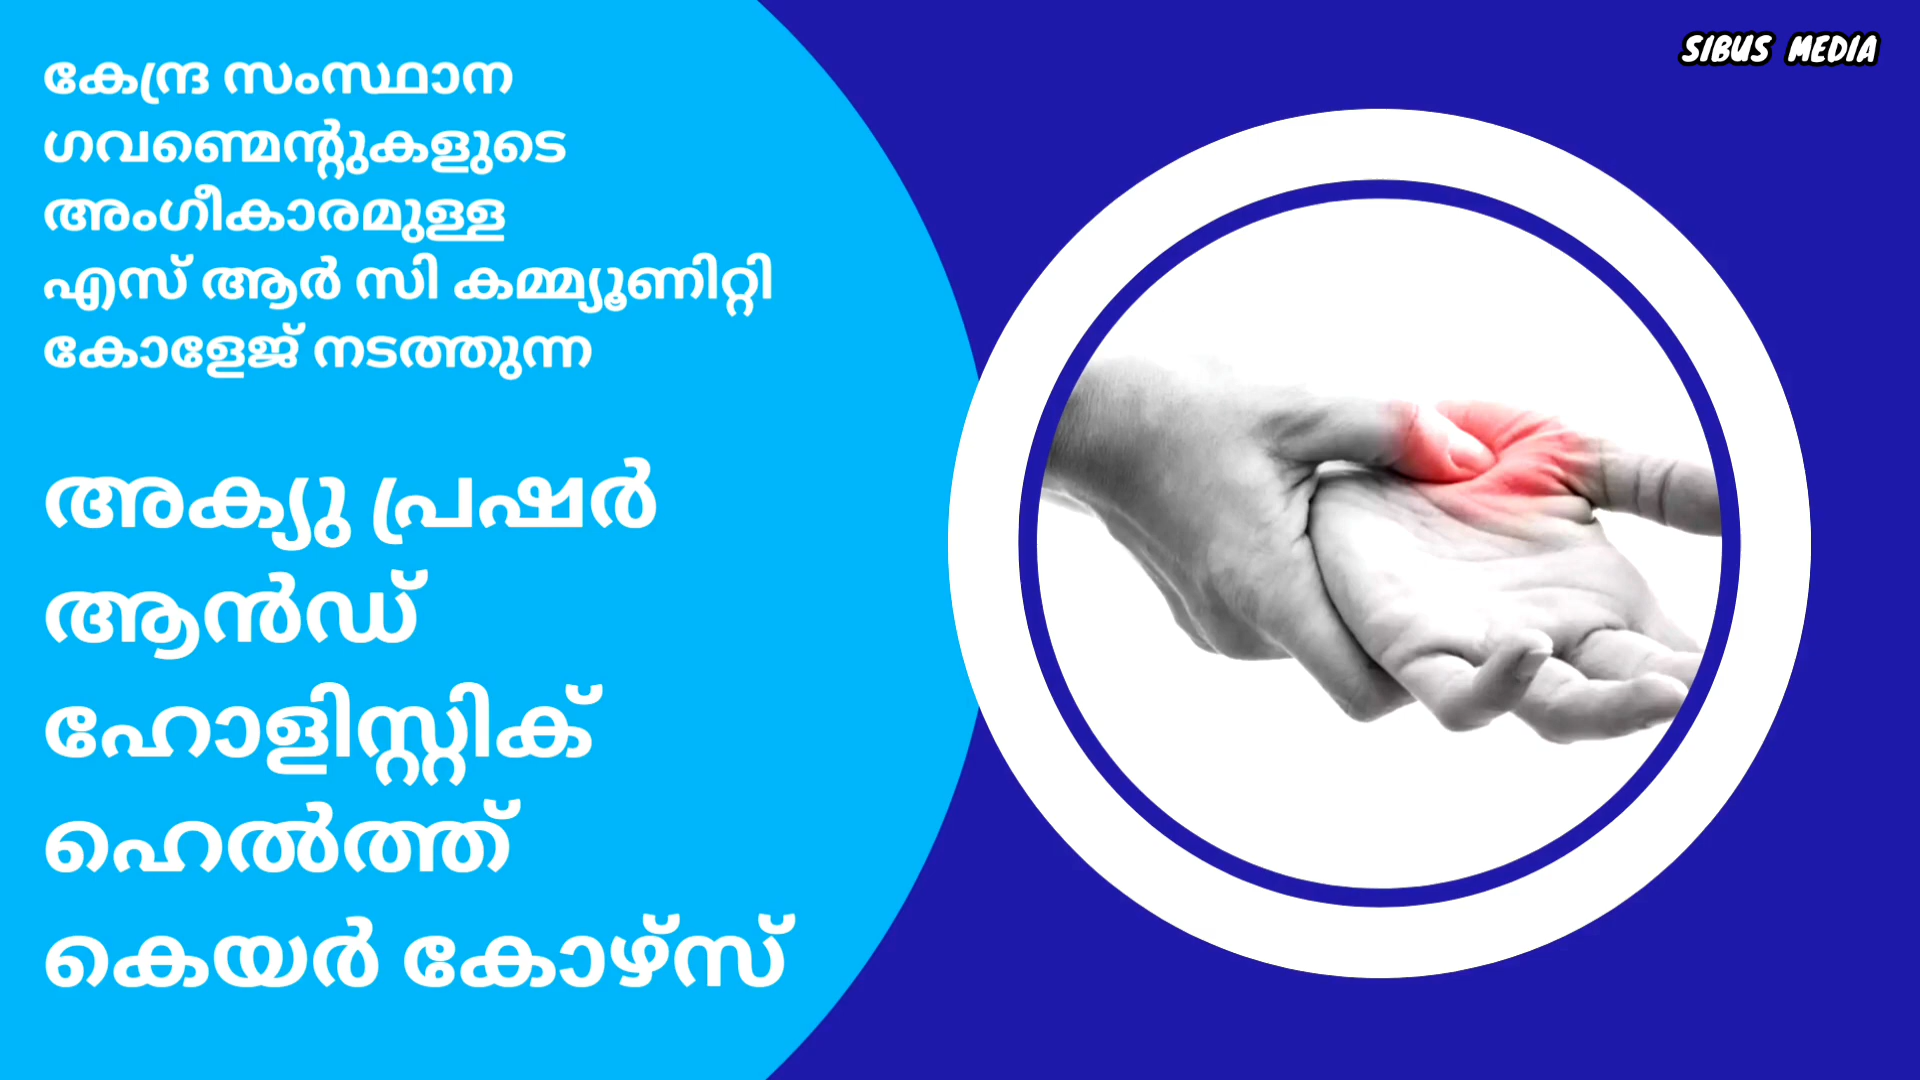 കേന്ദ്ര സംസ്ഥാന
ഗവണ്മെന്റുകളുടെ
അംഗീകാരമുള്ള
എസ് ആർ സി കമ്മ്യൂണിറ്റി
കോളേജ് നടത്തുന്ന
അക്യു പ്രഷർ
ആൻഡ്
ഹോളിസ്റ്റിക്
ഹെൽത്ത്
കെയർ കോഴ്സ്
SIBUS MEDIA